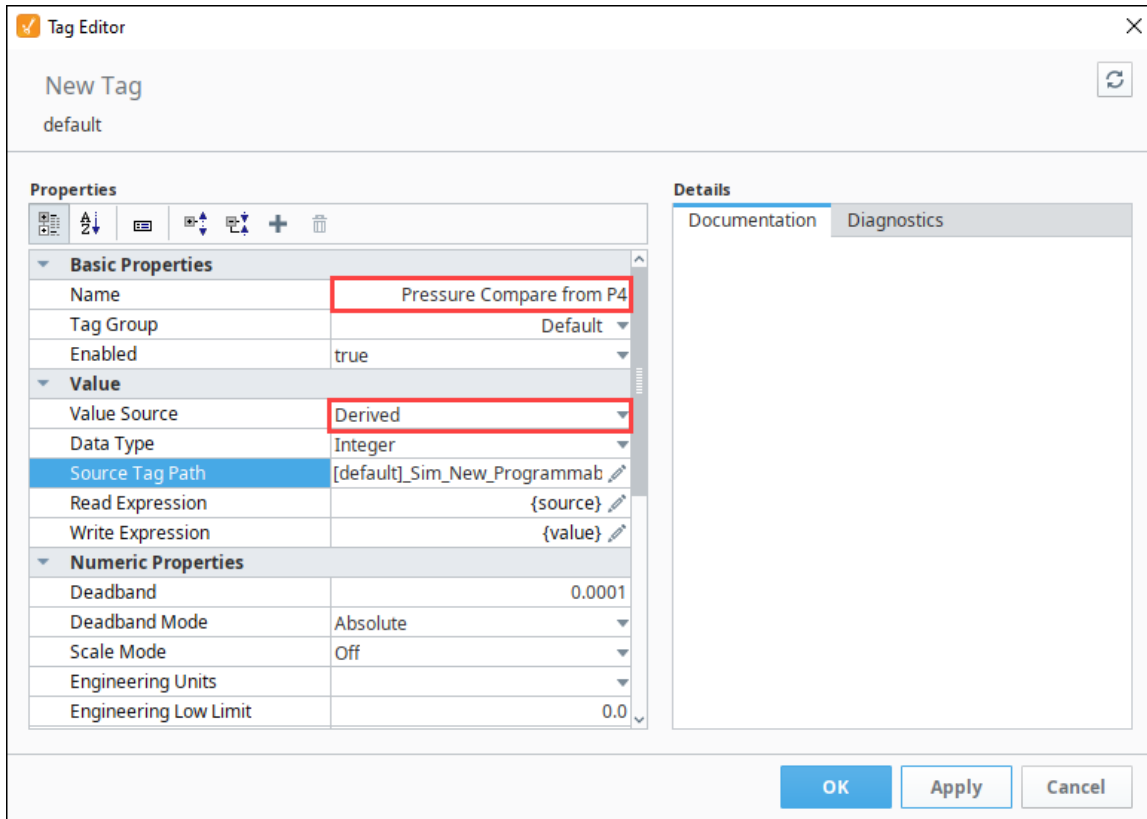 Tag Editor
New Tag
default
Properties
Details
Documentation Diagnostics
Basic Properties
Name Pressure Compare from P4
Tag Group Default
Enabled true
Value
Value Source Derived
Data Type Integer
Source Tag Path [default]_Sim_New_Programmab
Read Expression {source}
Write Expression {value}
Numeric Properties
Deadband 0.0001
Deadband Mode Absolute
Scale Mode Off
Engineering Units
Engineering Low Limit 0.0
OK Apply Cancel